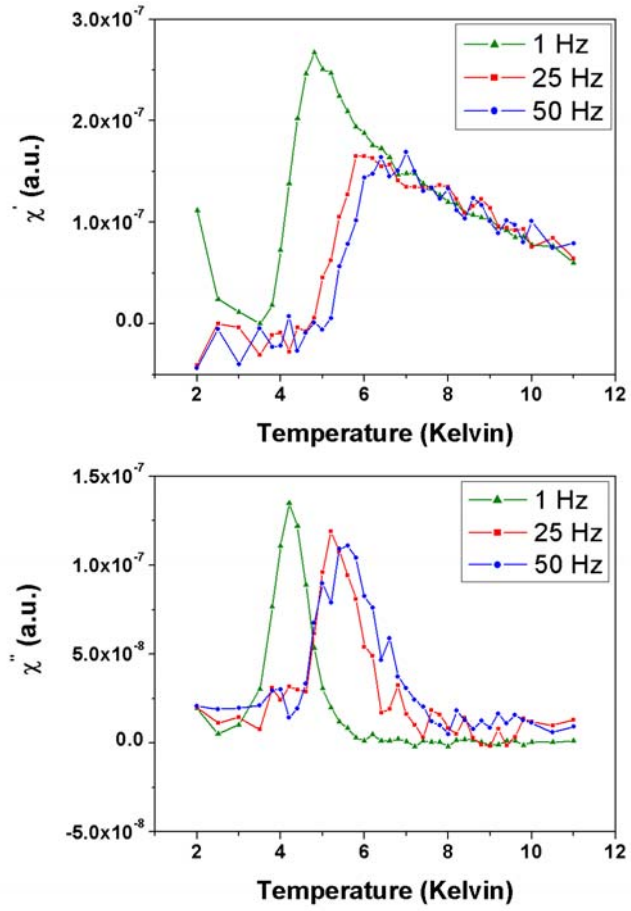 3.0x10⁻⁷
2.0x10⁻⁷
1.0x10⁻⁷
0.0
χ' (a.u.)
1 Hz
25 Hz
50 Hz
2 4 6 8 10 12
Temperature (Kelvin)
1.5x10⁻⁷
1.0x10⁻⁷
5.0x10⁻⁸
0.0
-5.0x10⁻⁸
χ" (a.u.)
1 Hz
25 Hz
50 Hz
2 4 6 8 10 12
Temperature (Kelvin)